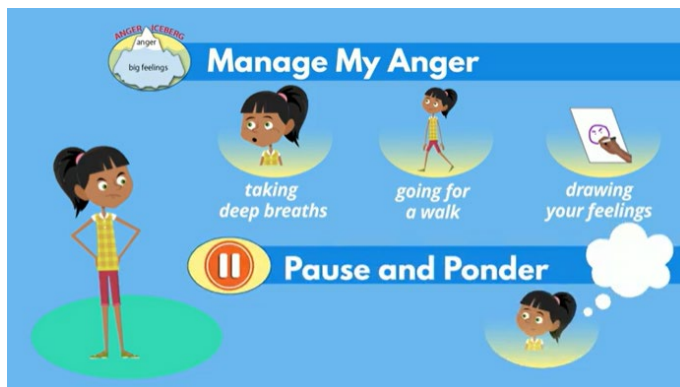 ANGER ICEBERG
anger
big feelings
Manage My Anger
taking
deep breaths
going for
a walk
drawing
your feelings
Pause and Ponder